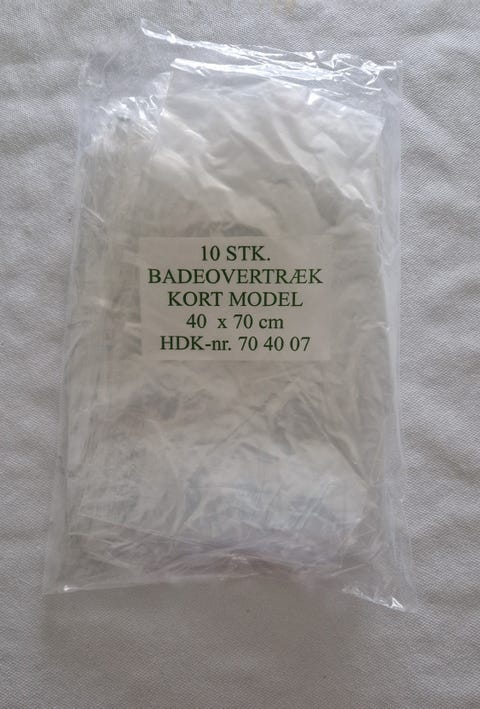 10 STK.
BADEOVERTRÆK
KORT MODEL
40 x 70 cm
HDK-nr. 70 40 07